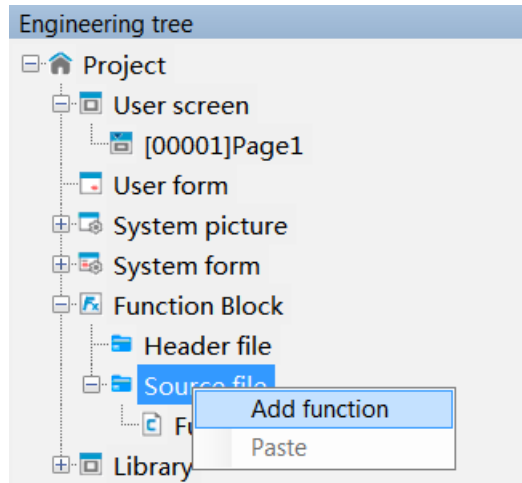 Engineering tree
Project
User screen
[00001]Page1
User form
System picture
System form
Function Block
Header file
Source file
Add function
Paste
Library